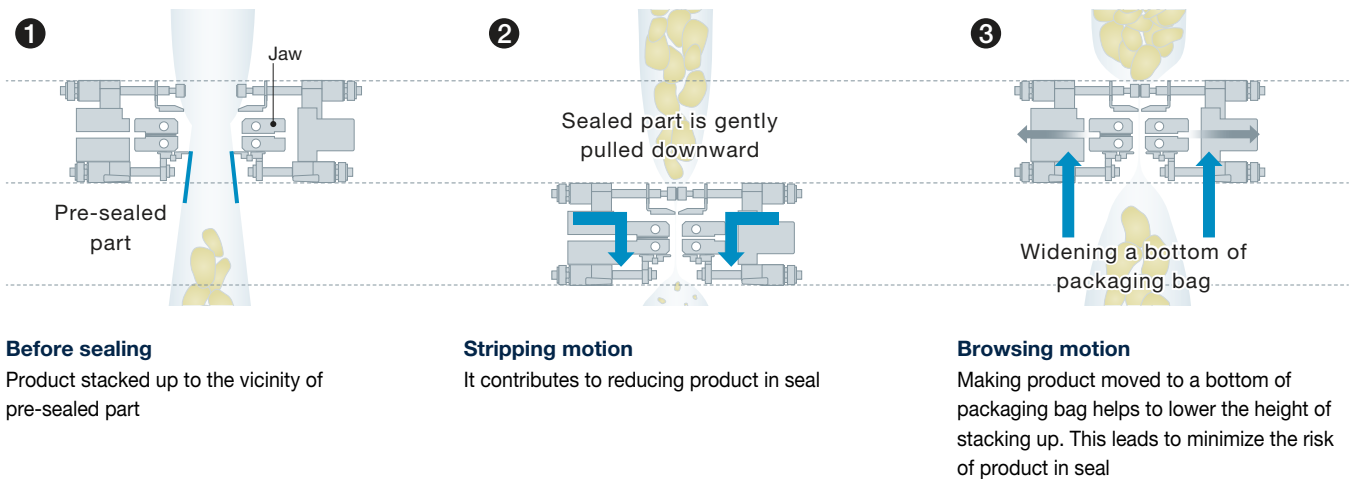 1
Jaw
Pre-sealed
part
Before sealing
Product stacked up to the vicinity of
pre-sealed part
2
Sealed part is gently
pulled downward
Stripping motion
It contributes to reducing product in seal
3
Widening a bottom of
packaging bag
Browsing motion
Making product moved to a bottom of
packaging bag helps to lower the height of
stacking up. This leads to minimize the risk
of product in seal